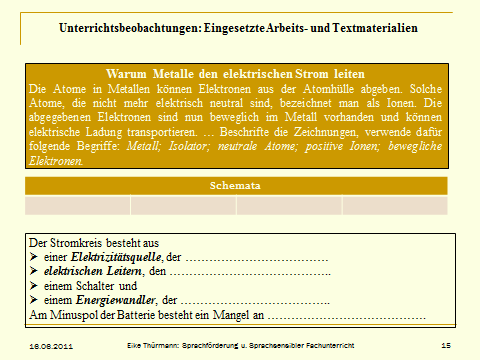 Unterrichtsbeobachtungen: Eingesetzte Arbeits- und Textmaterialien
Warum Metalle den elektrischen Strom leiten
Die Atome in Metallen können Elektronen aus der Atomhülle abgeben. Solche
Atome, die nicht mehr elektrisch neutral sind, bezeichnet man als Ionen. Die
abgegebenen Elektronen sind nun beweglich im Metall vorhanden und können
elektrische Ladung transportieren. … Beschrifte die Zeichnungen, verwende dafür
folgende Begriffe: Metall; Isolator; neutrale Atome; positive Ionen; bewegliche
Elektronen.
Schemata
Der Stromkreis besteht aus
➢ einer Elektrizitätsquelle, der ……………………………
➢ elektrischen Leitern, den ……………………………….
➢ einem Schalter und
➢ einem Energiewandler, der ……………………………..
Am Minuspol der Batterie besteht ein Mangel an ……………………………….
16.06.2011 Eike Thürmann: Sprachförderung u. Sprachsensibler Fachunterricht 15